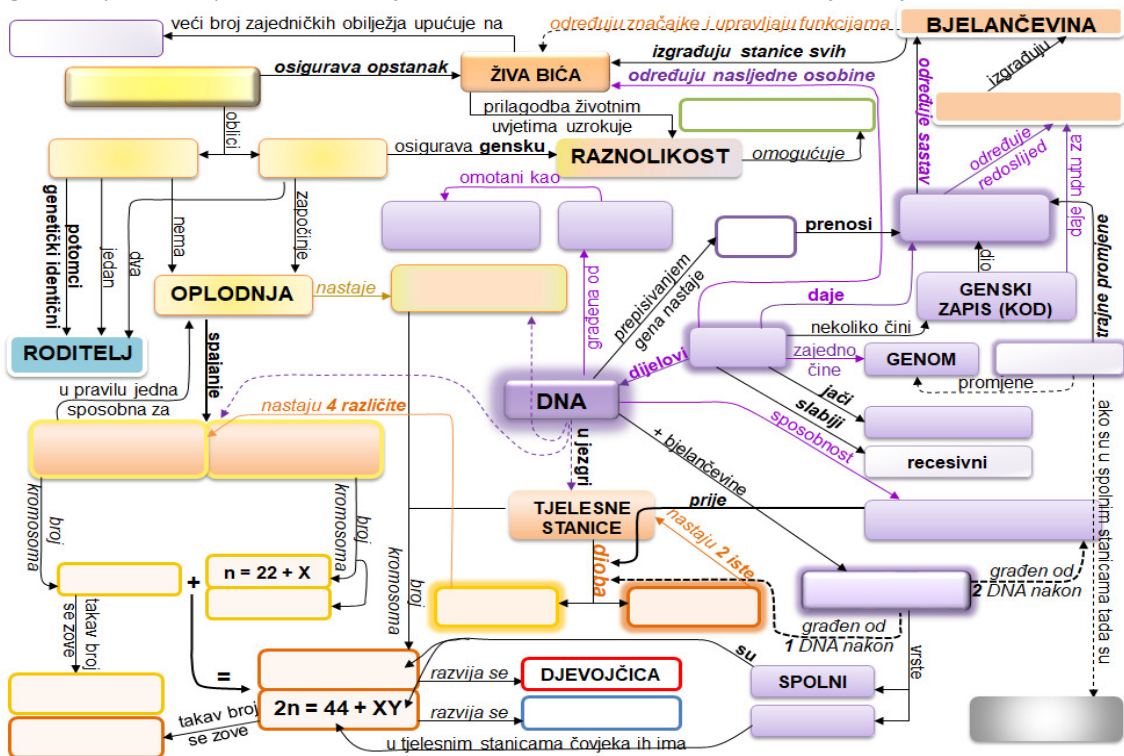 veći broj zajedničkih obilježja upućuje na
određuju značajke i upravljaju funkcijama
BJELANČEVINA
osigurava opstanak
ŽIVA BIĆA
izgrađuju stanice svih
određuju nasljedne osobine
određuje sastav
izgrađuju
oblici
prilagodba životnim
uvjetima uzrokuje
osigurava gensku
RAZNOLIKOST
omogućuje
određuje
redoslijed
daje uputu za
omotani kao
potomci
genetički identični
jedan
dva
nema
započinje
prenosi
trajne promjene
OPLODNJA
nastaje
građena od
prepisivanjem
gena nastaje
daje
dio
GENSKI
ZAPIS (KOD)
nekoliko čini
RODITELJ
spajanje
dijelovi
zajedno
čine
GENOM
promjene
u pravilu jedna
sposobna za
nastaju 4 različite
DNA
jači
slabiji
sposobnost
recesivni
ako su u spolnim stanicama tada su
u jezgri
+ bjelančevine
broj
kromosoma
broj
kromosoma
TJELESNE
STANICE
prije
nastaju 2 iste
dioba
broj
kromosoma
n = 22 + X
+
građen od
2 DNA nakon
građen od
1 DNA nakon
takav broj
se zove
vrste
=
su
razvija se
DJEVOJČICA
SPOLNI
2n = 44 + XY
razvija se
takav broj
se zove
u tjelesnim stanicama čovjeka ih ima